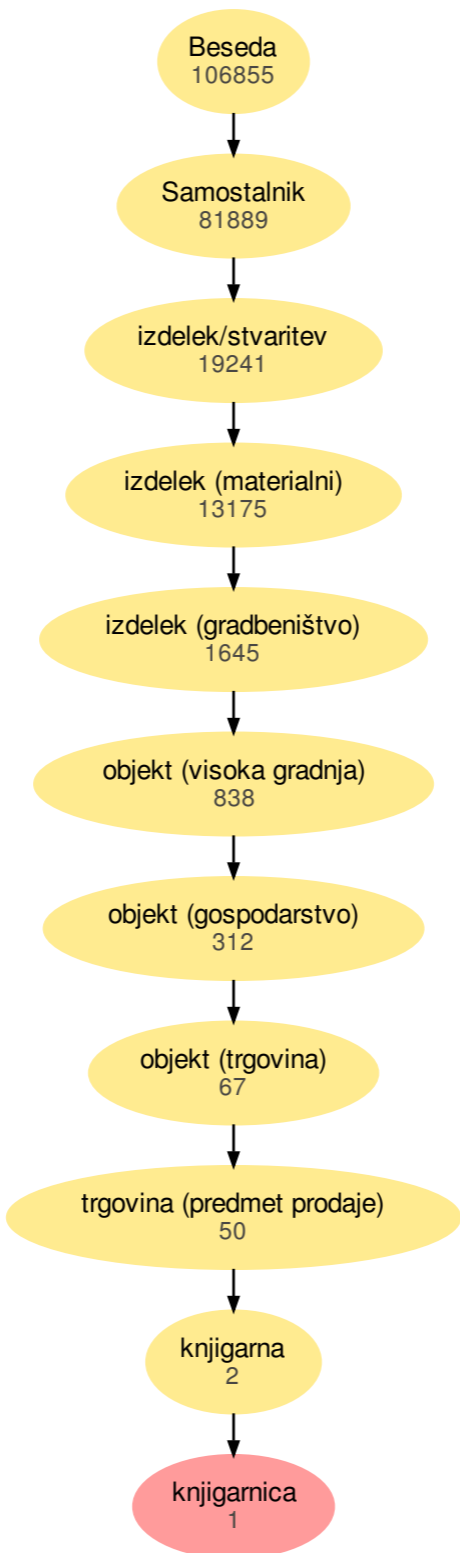 Beseda
106855
Samostalnik
81889
izdelek/stvaritev
19241
izdelek (materialni)
13175
izdelek (gradbeništvo)
1645
objekt (visoka gradnja)
838
objekt (gospodarstvo)
312
objekt (trgovina)
67
trgovina (predmet prodaje)
50
knjigarna
2
knjigarnica
1